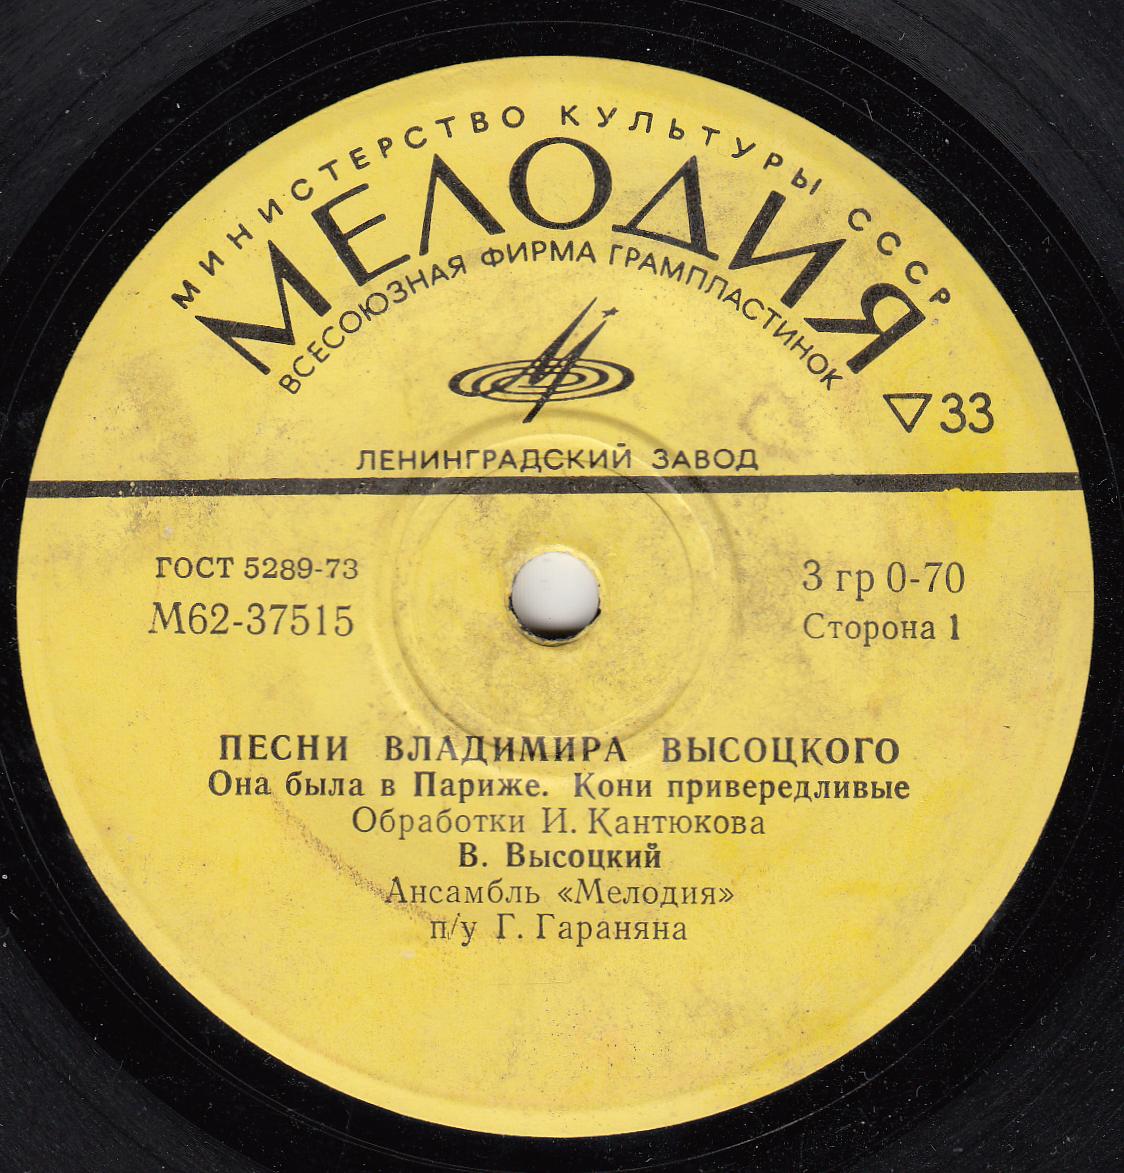 МИНИСТЕРСТВО КУЛЬТУРЫ СССР
МЕЛОДИЯ
ВСЕСОЮЗНАЯ ФИРМА ГРАМПЛАСТИНОК
▽33
ЛЕНИНГРАДСКИЙ ЗАВОД
ГОСТ 5289-73
М62-37515
3 гр 0-70
Сторона 1
ПЕСНИ ВЛАДИМИРА ВЫСОЦКОГО
Она была в Париже. Кони привередливые
Обработки И. Кантюкова
В. Высоцкий
Ансамбль «Мелодия»
п/у Г. Гараняна